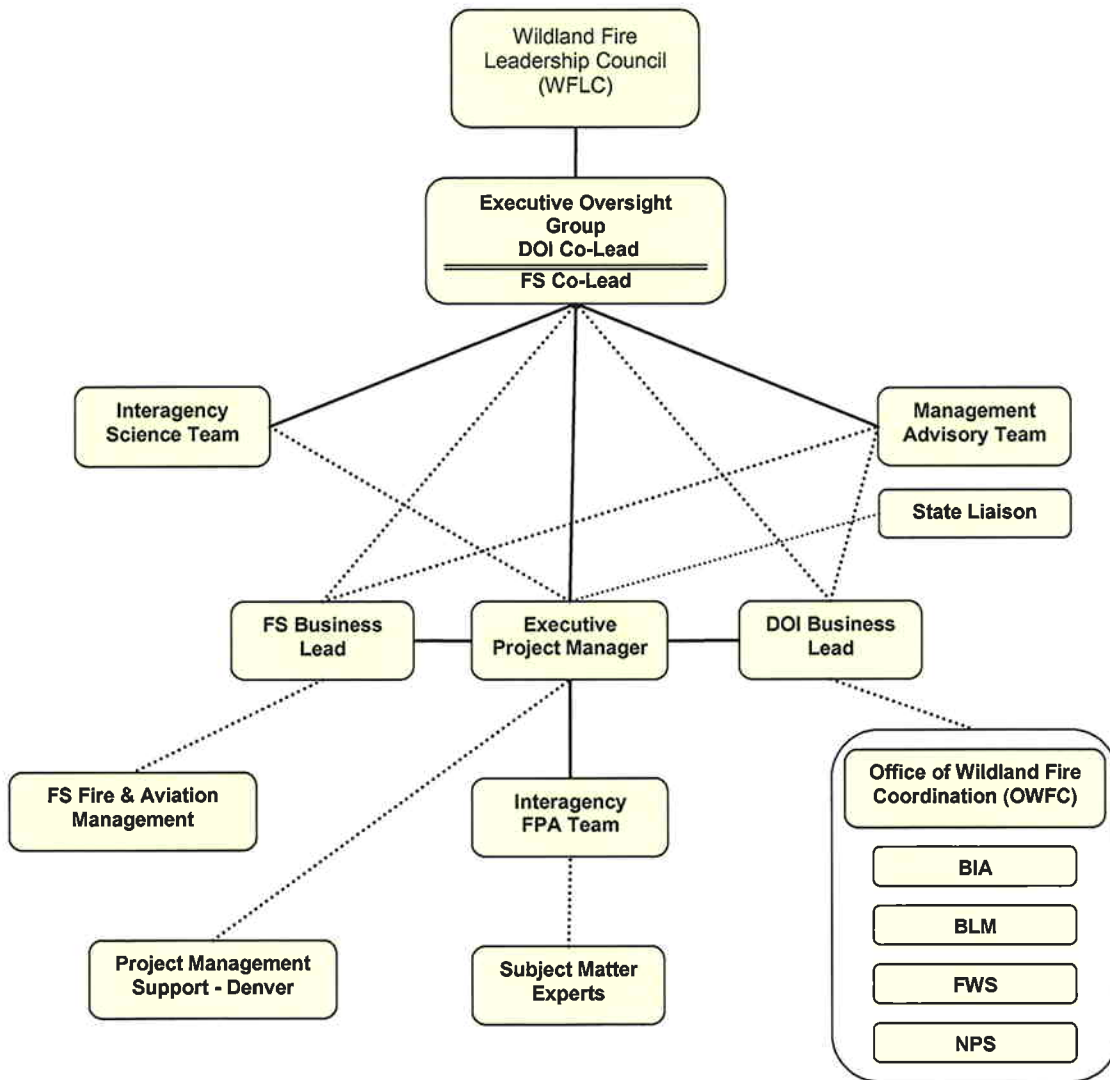 Wildland Fire
Leadership Council
(WFLC)
Executive Oversight
Group
DOI Co-Lead
FS Co-Lead
Interagency
Science Team
Management
Advisory Team
State Liaison
FS Business
Lead
Executive
Project Manager
DOI Business
Lead
FS Fire & Aviation
Management
Interagency
FPA Team
Office of Wildland Fire
Coordination (OWFC)
BIA
BLM
FWS
NPS
Project Management
Support - Denver
Subject Matter
Experts